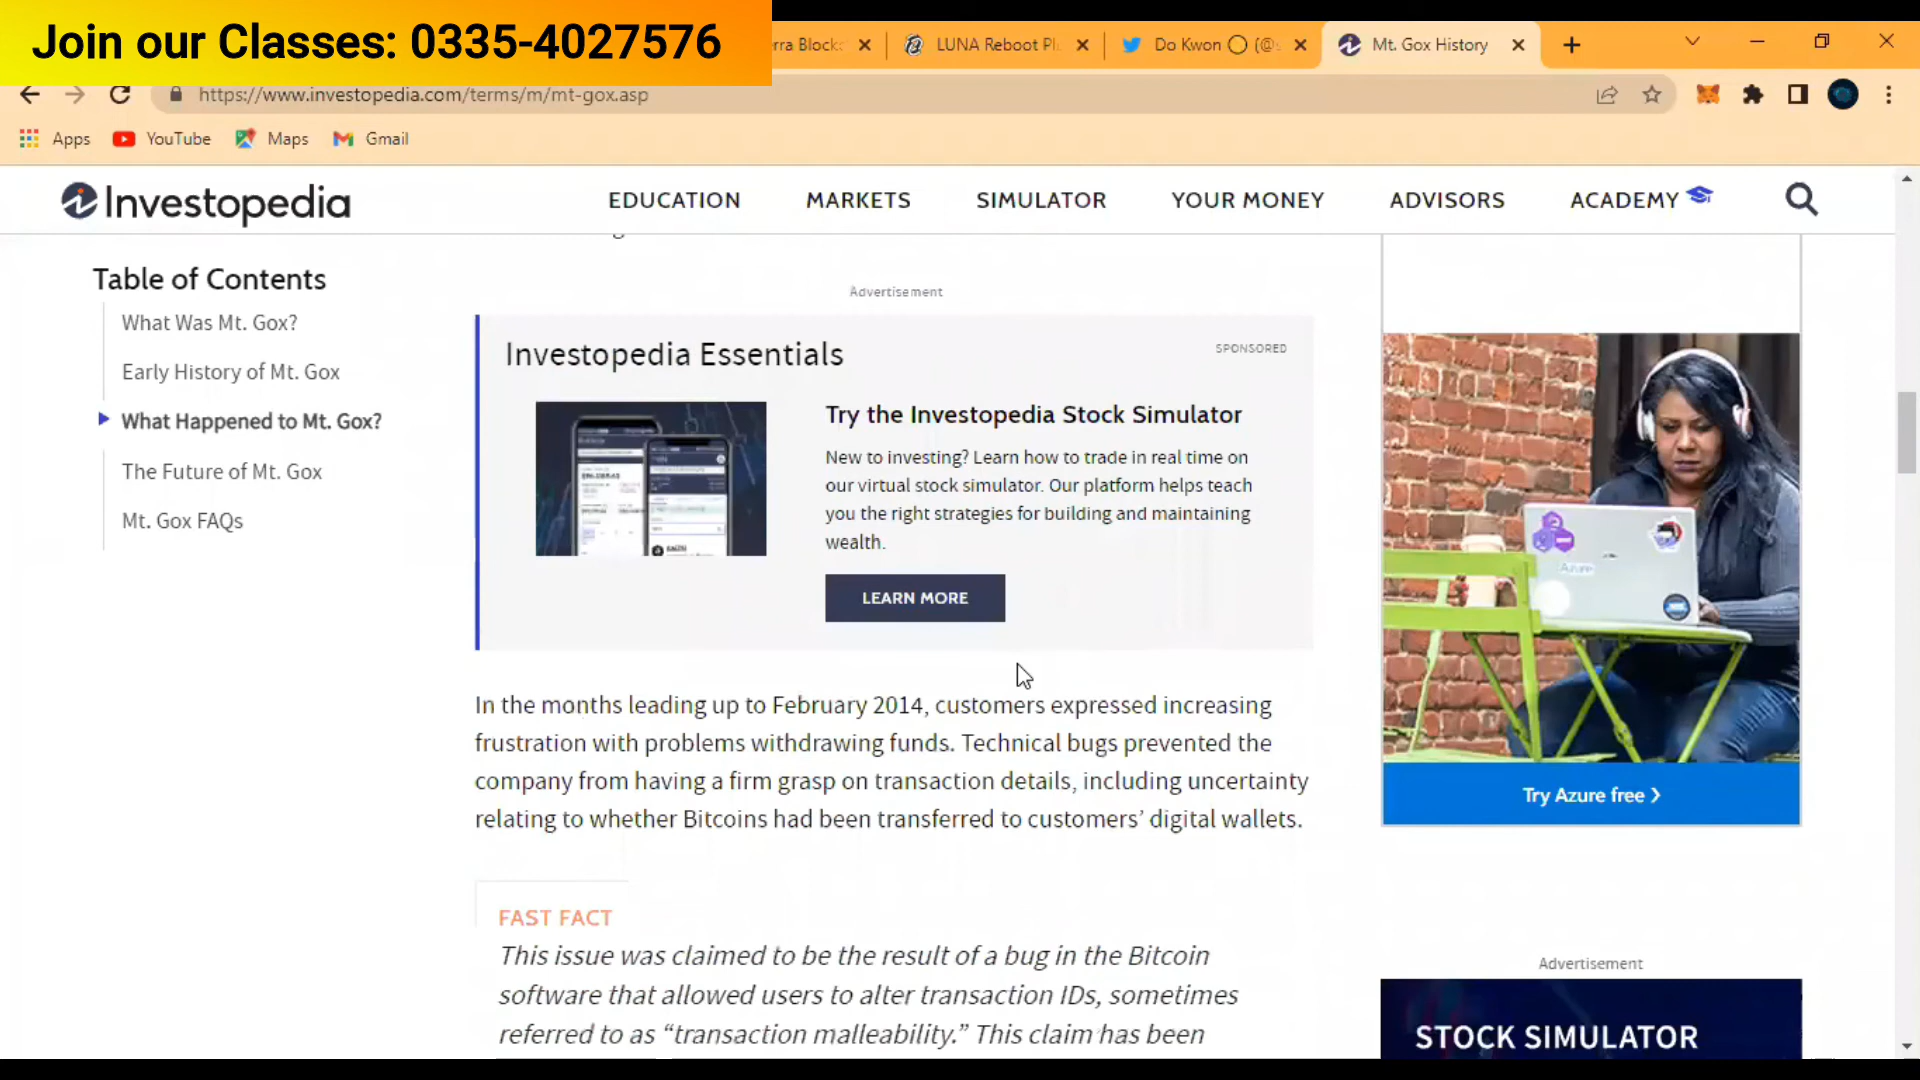 Join our Classes: 0335-4027576
rra Block
LUNA Reboot Pl
Do Kwon (@
Mt. Gox History
https://www.investopedia.com/terms/m/mt-gox.asp
Apps
YouTube
Maps
Gmail
Investopedia
EDUCATION
MARKETS
SIMULATOR
YOUR MONEY
ADVISORS
ACADEMY
Table of Contents
What Was Mt. Gox?
Early History of Mt. Gox
What Happened to Mt. Gox?
The Future of Mt. Gox
Mt. Gox FAQs
Advertisement
Investopedia Essentials
SPONSORED
Try the Investopedia Stock Simulator
New to investing? Learn how to trade in real time on
our virtual stock simulator. Our platform helps teach
you the right strategies for building and maintaining
wealth.
LEARN MORE
In the months leading up to February 2014, customers expressed increasing
frustration with problems withdrawing funds. Technical bugs prevented the
company from having a firm grasp on transaction details, including uncertainty
relating to whether Bitcoins had been transferred to customers’ digital wallets.
FAST FACT
This issue was claimed to be the result of a bug in the Bitcoin
software that allowed users to alter transaction IDs, sometimes
referred to as “transaction malleability.” This claim has been
Azure
Try Azure free
Advertisement
STOCK SIMULATOR